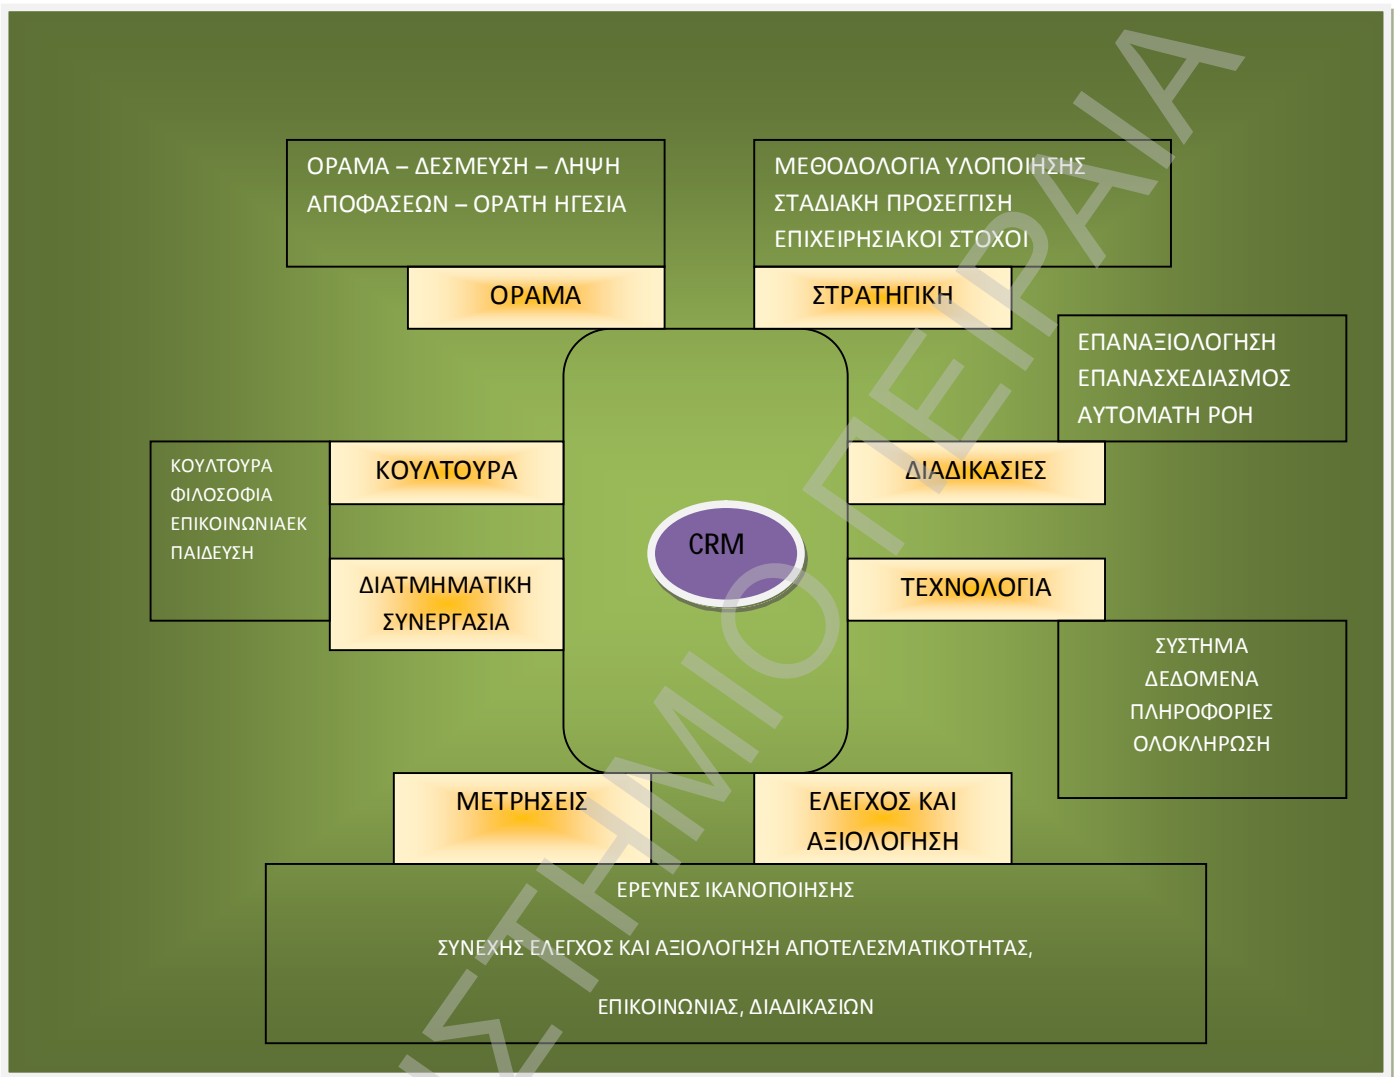 ΟΡΑΜΑ – ΔΕΣΜΕΥΣΗ – ΛΗΨΗ
ΑΠΟΦΑΣΕΩΝ – ΟΡΑΤΗ ΗΓΕΣΙΑ
ΜΕΘΟΔΟΛΟΓΙΑ ΥΛΟΠΟΙΗΣΗΣ
ΣΤΑΔΙΑΚΗ ΠΡΟΣΕΓΓΙΣΗ
ΕΠΙΧΕΙΡΗΣΙΑΚΟΙ ΣΤΟΧΟΙ
ΟΡΑΜΑ
ΣΤΡΑΤΗΓΙΚΗ
ΕΠΑΝΑΞΙΟΛΟΓΗΣΗ
ΕΠΑΝΑΣΧΕΔΙΑΣΜΟΣ
ΑΥΤΟΜΑΤΗ ΡΟΗ
ΚΟΥΛΤΟΥΡΑ
ΦΙΛΟΣΟΦΙΑ
ΕΠΙΚΟΙΝΩΝΙΑΕΚ
ΠΑΙΔΕΥΣΗ
ΚΟΥΛΤΟΥΡΑ
ΔΙΑΔΙΚΑΣΙΕΣ
CRM
ΔΙΑΤΜΗΜΑΤΙΚΗ
ΣΥΝΕΡΓΑΣΙΑ
ΤΕΧΝΟΛΟΓΙΑ
ΣΥΣΤΗΜΑ
ΔΕΔΟΜΕΝΑ
ΠΛΗΡΟΦΟΡΙΕΣ
ΟΛΟΚΛΗΡΩΣΗ
ΜΕΤΡΗΣΕΙΣ
ΕΛΕΓΧΟΣ ΚΑΙ
ΑΞΙΟΛΟΓΗΣΗ
ΕΡΕΥΝΕΣ ΙΚΑΝΟΠΟΙΗΣΗΣ
ΣΥΝΕΧΗΣ ΕΛΕΓΧΟΣ ΚΑΙ ΑΞΙΟΛΟΓΗΣΗ ΑΠΟΤΕΛΕΣΜΑΤΙΚΟΤΗΤΑΣ,
ΕΠΙΚΟΙΝΩΝΙΑΣ, ΔΙΑΔΙΚΑΣΙΩΝ
ΠΕΙΡΑΙΑ